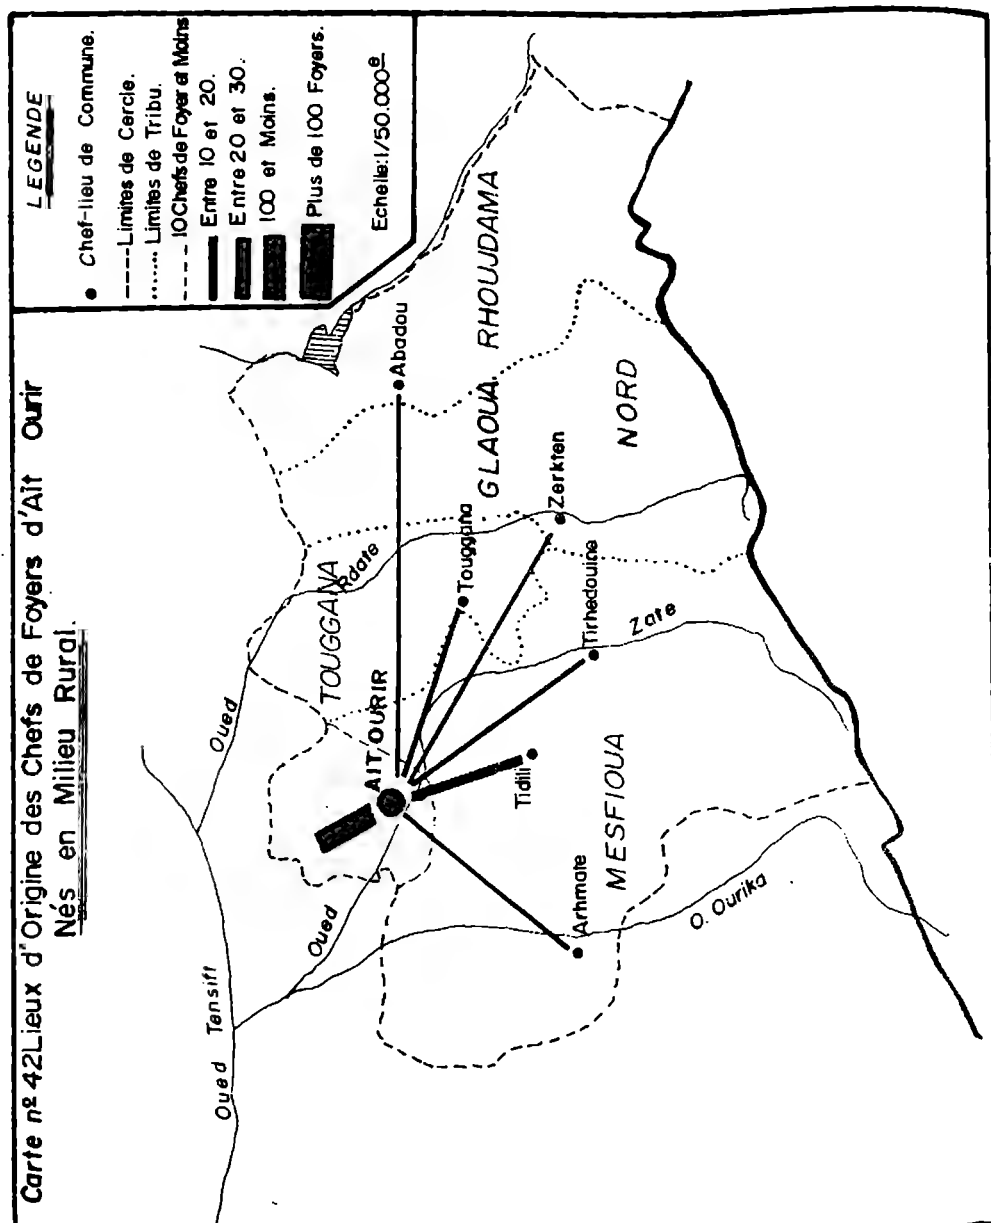 Carte nº 42 Lieux d'Origine des Chefs de Foyers d'Aït Ourir
Nés en Milieu Rural.
LEGENDE
Chef-lieu de Commune.
Limites de Cercle.
Limites de Tribu.
10 Chefs de Foyer et Moins
Entre 10 et 20.
Entre 20 et 30.
100 et Moins.
Plus de 100 Foyers.
Echelle: 1/50.000e
Oued Tensift
Oued
Rdate
Oued
Zate
O. Ourika
TOUGGANA
AIT OURIR
Abadou
GLAOUA
RHOUJDAMA
NORD
Touggana
Zerkten
Tirhedouine
Tidili
MESFIOUA
Arhmate